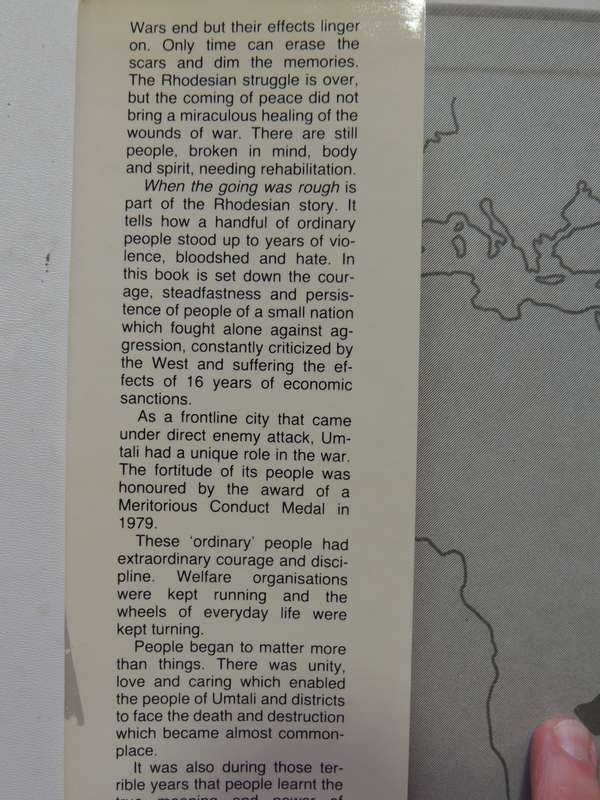 Wars end but their effects linger
on. Only time can erase the
scars and dim the memories.
The Rhodesian struggle is over,
but the coming of peace did not
bring a miraculous healing of the
wounds of war. There are still
people, broken in mind, body
and spirit, needing rehabilitation.
When the going was rough is
part of the Rhodesian story. It
tells how a handful of ordinary
people stood up to years of vio-
lence, bloodshed and hate. In
this book is set down the cour-
age, steadfastness and persis-
tence of people of a small nation
which fought alone against ag-
gression, constantly criticized by
the West and suffering the ef-
fects of 16 years of economic
sanctions.
As a frontline city that came
under direct enemy attack, Um-
tali had a unique role in the war.
The fortitude of its people was
honoured by the award of a
Meritorious Conduct Medal in
1979.
These ‘ordinary’ people had
extraordinary courage and disci-
pline. Welfare organisations
were kept running and the
wheels of everyday life were
kept turning.
People began to matter more
than things. There was unity,
love and caring which enabled
the people of Umtali and districts
to face the death and destruction
which became almost common-
place.
It was also during those ter-
rible years that people learnt the
true meaning and power of